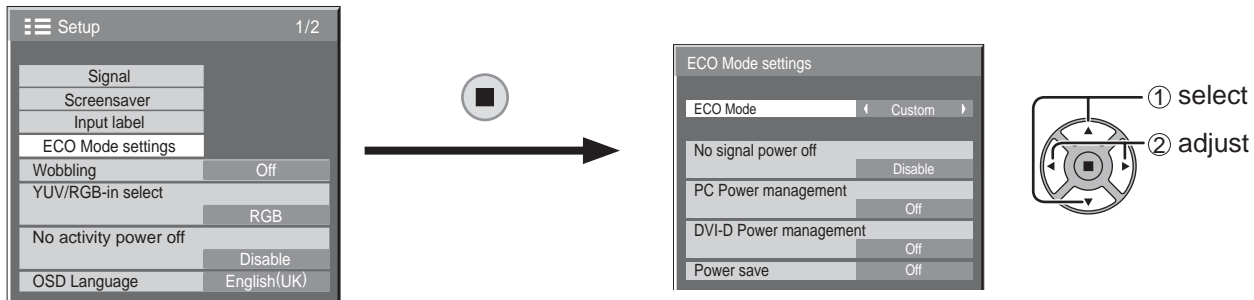 Setup 1/2
Signal
Screensaver
Input label
ECO Mode settings
Wobbling Off
YUV/RGB-in select
RGB
No activity power off
Disable
OSD Language English(UK)
ECO Mode settings
ECO Mode Custom
No signal power off
Disable
PC Power management
Off
DVI-D Power management
Off
Power save Off
① select
② adjust